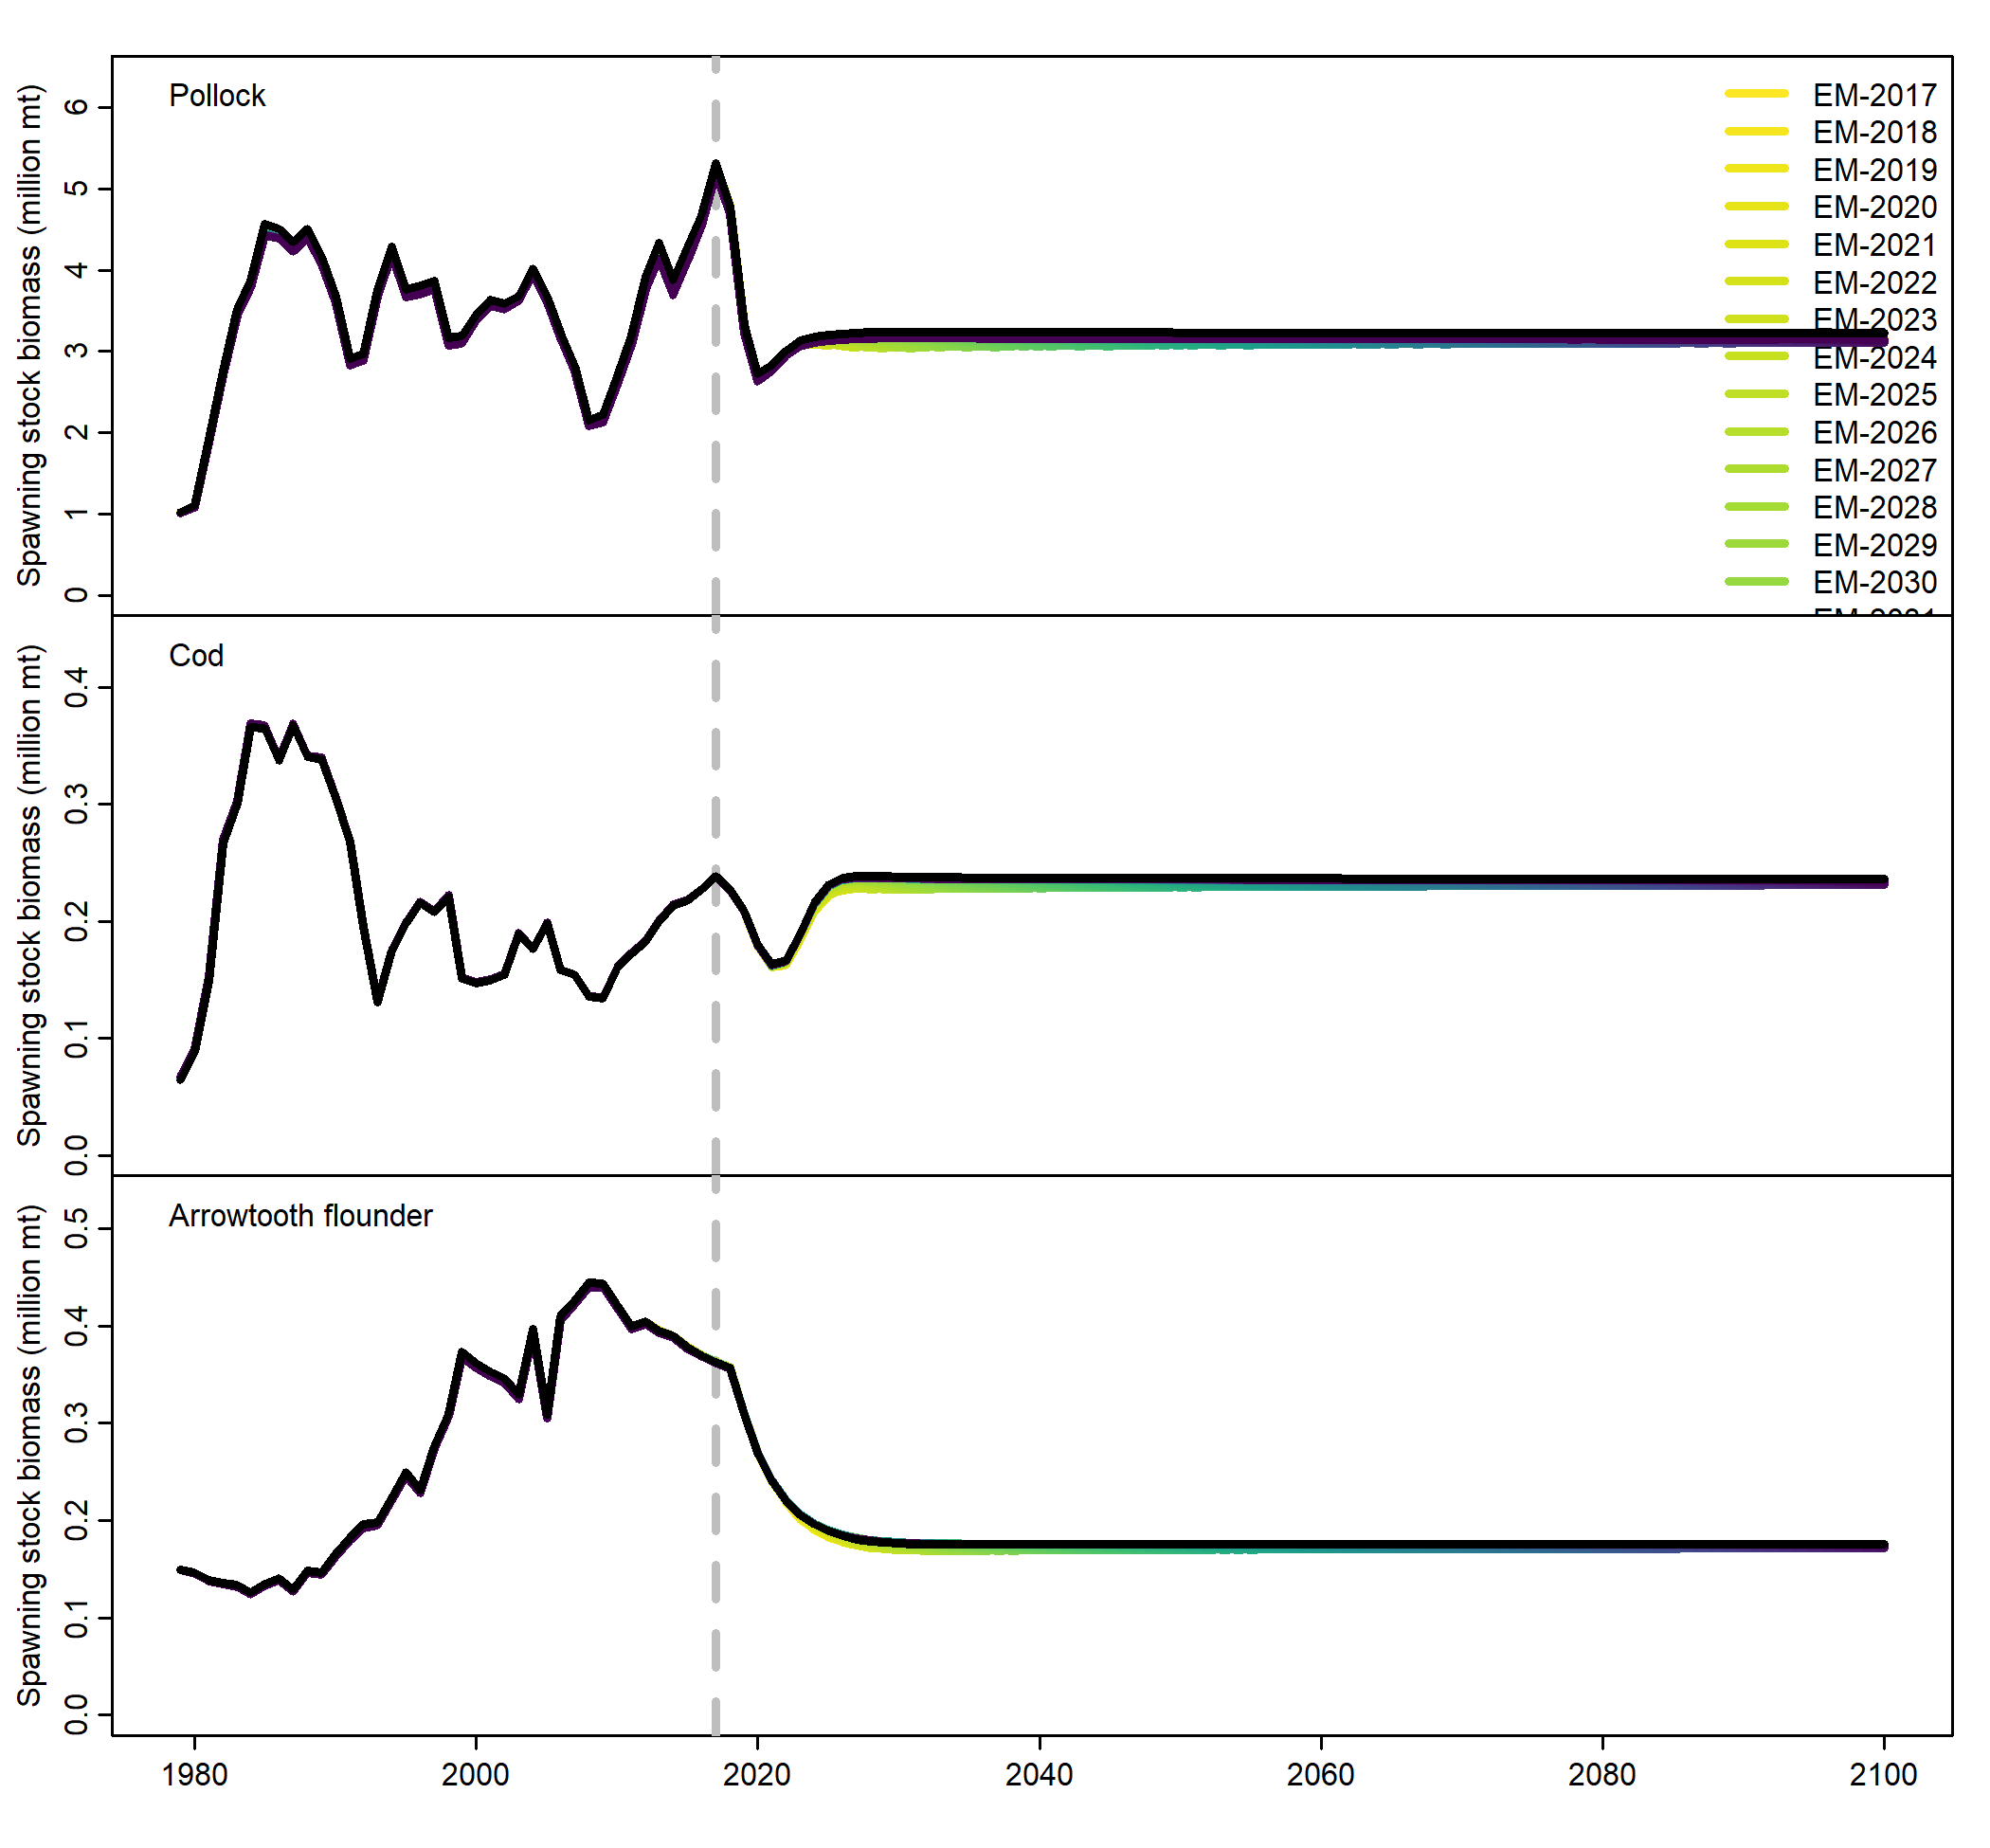 Pollock
Spawning stock biomass (million mt)
6
5
4
3
2
1
0
EM-2017
EM-2018
EM-2019
EM-2020
EM-2021
EM-2022
EM-2023
EM-2024
EM-2025
EM-2026
EM-2027
EM-2028
EM-2029
EM-2030
Cod
Spawning stock biomass (million mt)
0.4
0.3
0.2
0.1
0.0
Arrowtooth flounder
Spawning stock biomass (million mt)
0.5
0.4
0.3
0.2
0.1
0.0
1980 2000 2020 2040 2060 2080 2100